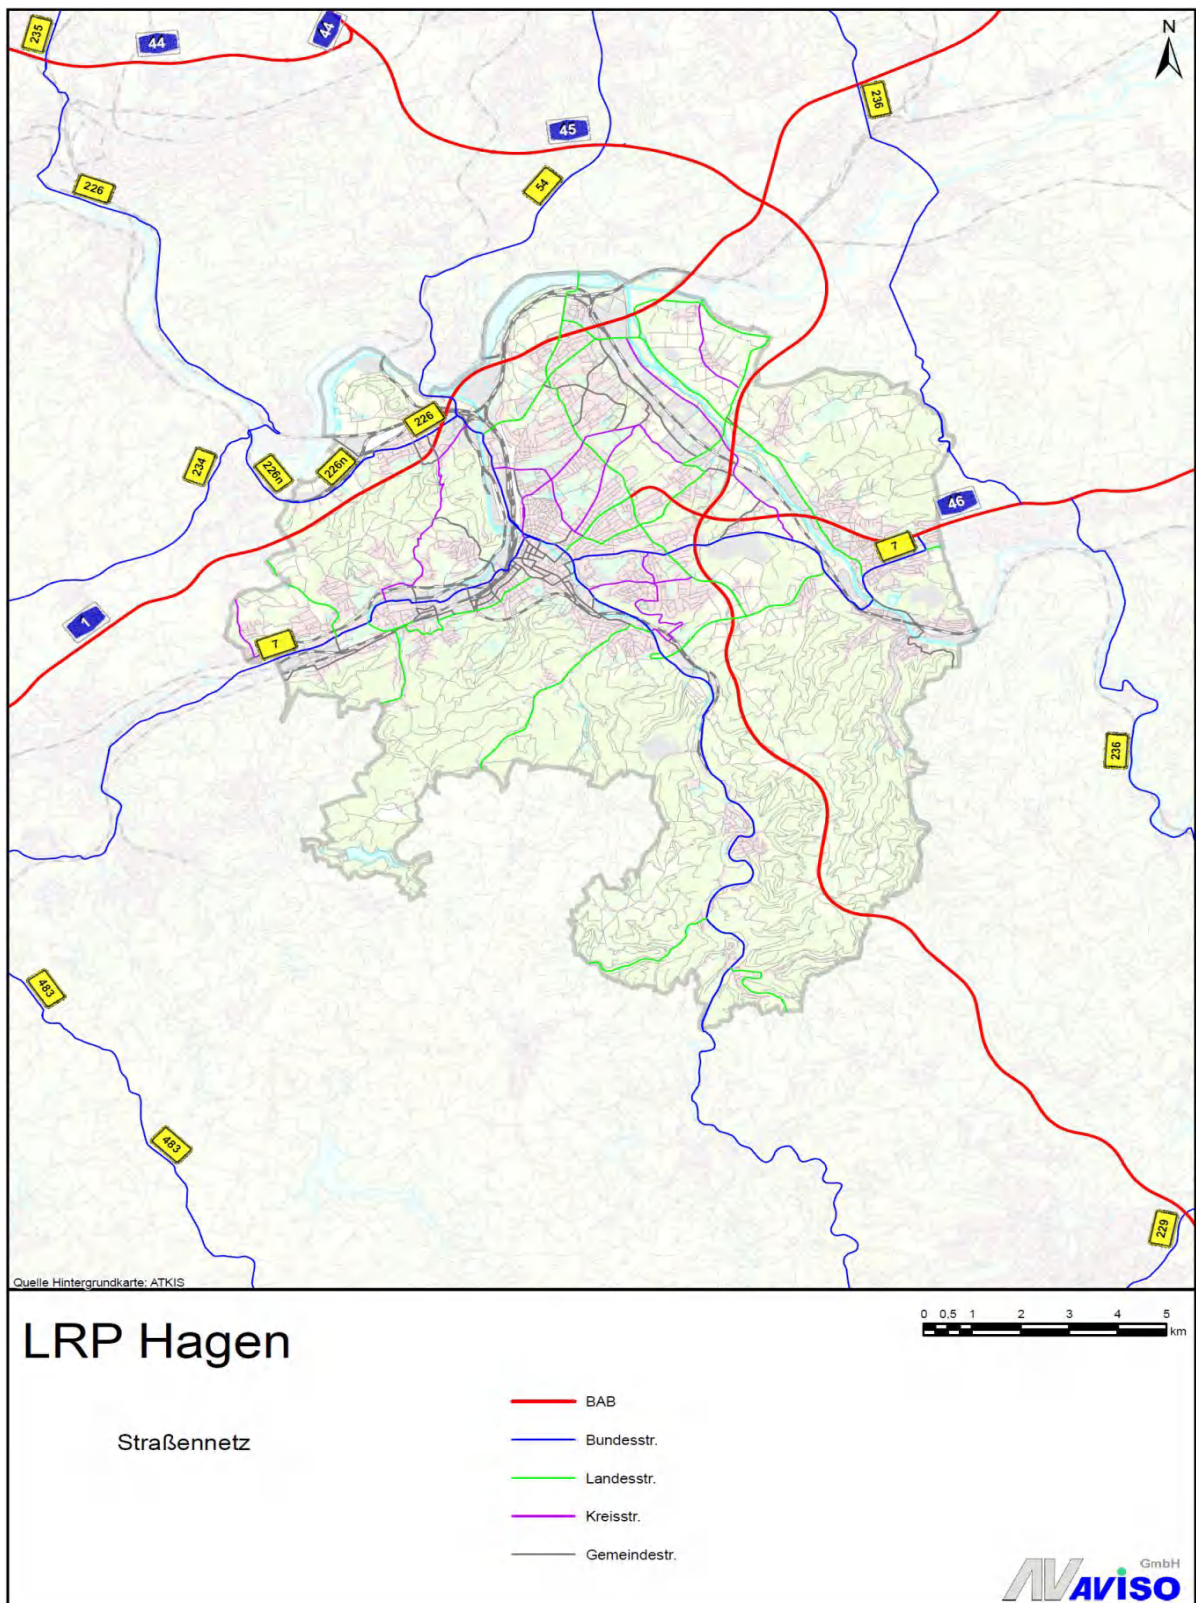 235
44
44
N
236
45
226
54
226
234
226n
226n
46
7
1
7
236
483
483
229
Quelle Hintergrundkarte: ATKIS
LRP Hagen
0 0,5 1 2 3 4 5
km
Straßennetz
BAB
Bundesstr.
Landesstr.
Kreisstr.
Gemeindestr.
GmbH
AVISO